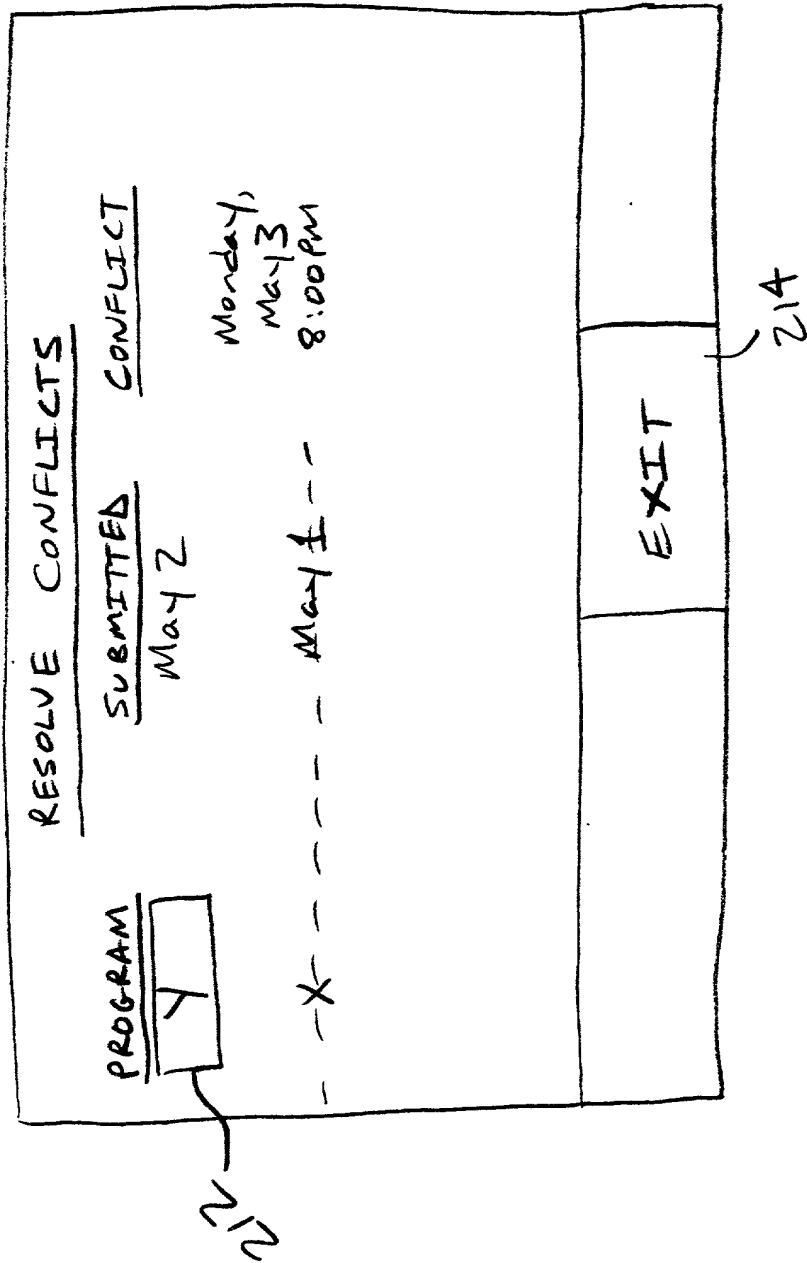 RESOLVE CONFLICTS
PROGRAM SUBMITTED CONFLICT
Y May 2
Monday,
May 3
8:00 PM
X May 1
EXIT
212
214